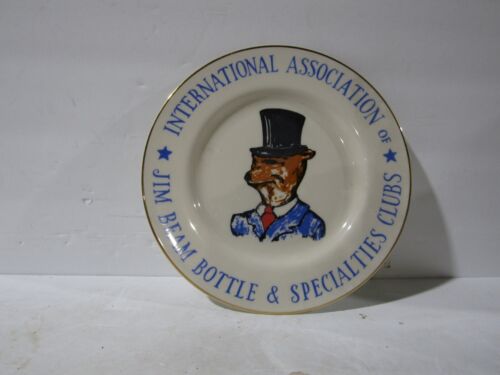 INTERNATIONAL ASSOCIATION OF
★ JIM BEAM BOTTLE & SPECIALTIES CLUBS ★